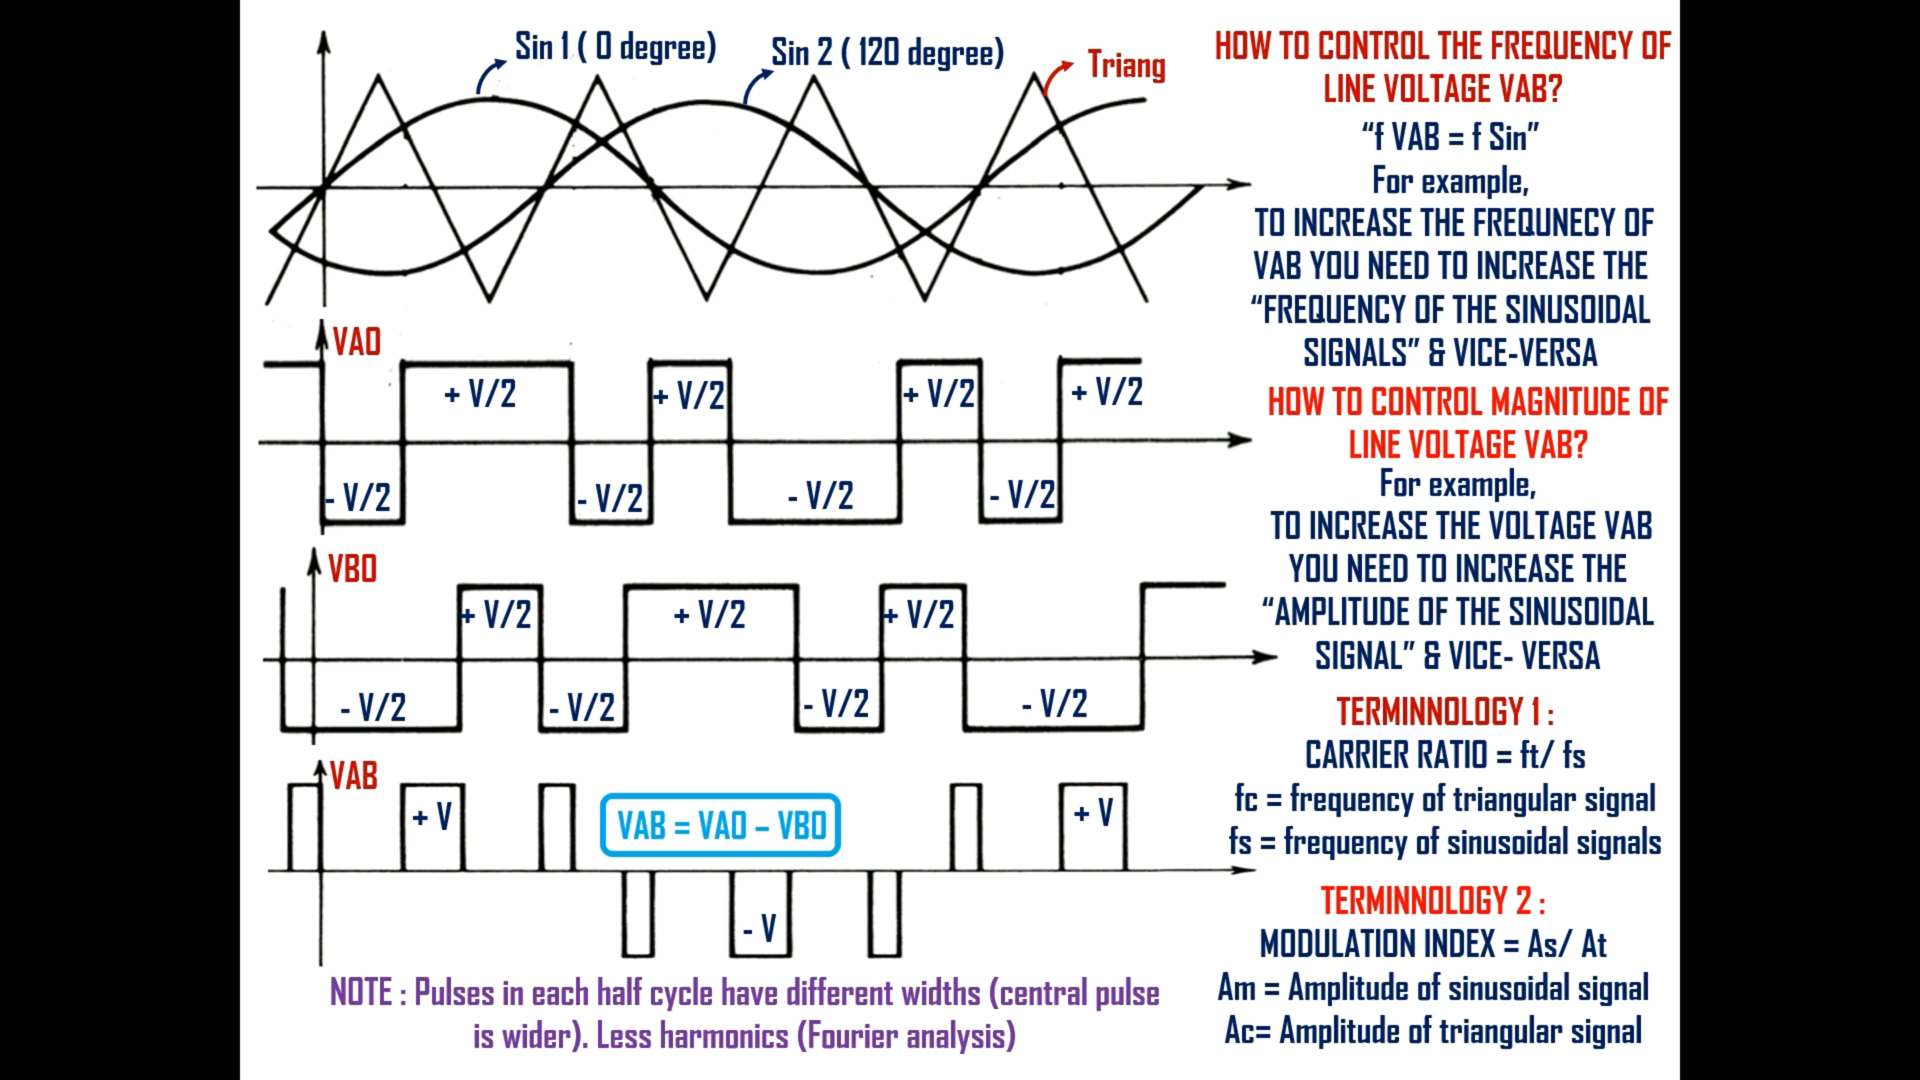 Sin 1 ( 0 degree)
Sin 2 ( 120 degree)
Triang
VAO
+ V/2
+ V/2
+ V/2
+ V/2
- V/2
- V/2
- V/2
- V/2
VBO
+ V/2
+ V/2
+ V/2
- V/2
- V/2
- V/2
- V/2
VAB
+ V
VAB = VAO – VBO
+ V
- V
NOTE : Pulses in each half cycle have different widths (central pulse
is wider). Less harmonics (Fourier analysis)
HOW TO CONTROL THE FREQUENCY OF
LINE VOLTAGE VAB?
“f VAB = f Sin”
For example,
TO INCREASE THE FREQUNECY OF
VAB YOU NEED TO INCREASE THE
“FREQUENCY OF THE SINUSOIDAL
SIGNALS” & VICE-VERSA
HOW TO CONTROL MAGNITUDE OF
LINE VOLTAGE VAB?
For example,
TO INCREASE THE VOLTAGE VAB
YOU NEED TO INCREASE THE
“AMPLITUDE OF THE SINUSOIDAL
SIGNAL” & VICE- VERSA
TERMINNOLOGY 1 :
CARRIER RATIO = ft/ fs
fc = frequency of triangular signal
fs = frequency of sinusoidal signals
TERMINNOLOGY 2 :
MODULATION INDEX = As/ At
Am = Amplitude of sinusoidal signal
Ac= Amplitude of triangular signal